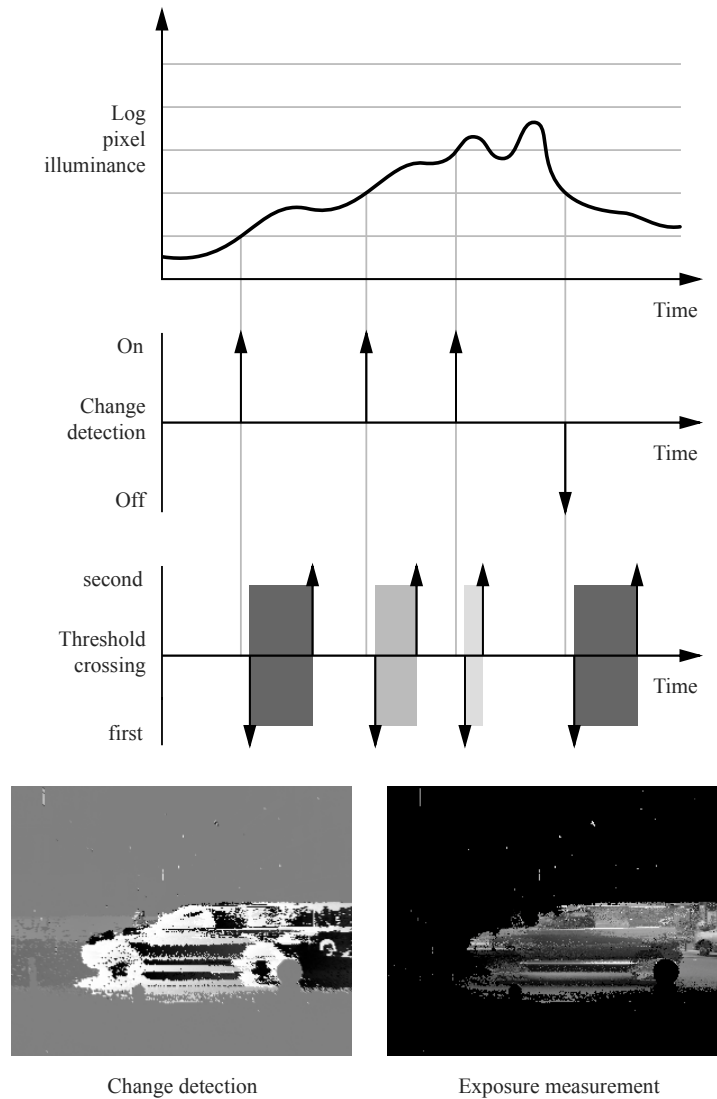 Log
pixel
illuminance
Time
On
Change
detection
Time
Off
second
Threshold
crossing
Time
first
Change detection
Exposure measurement